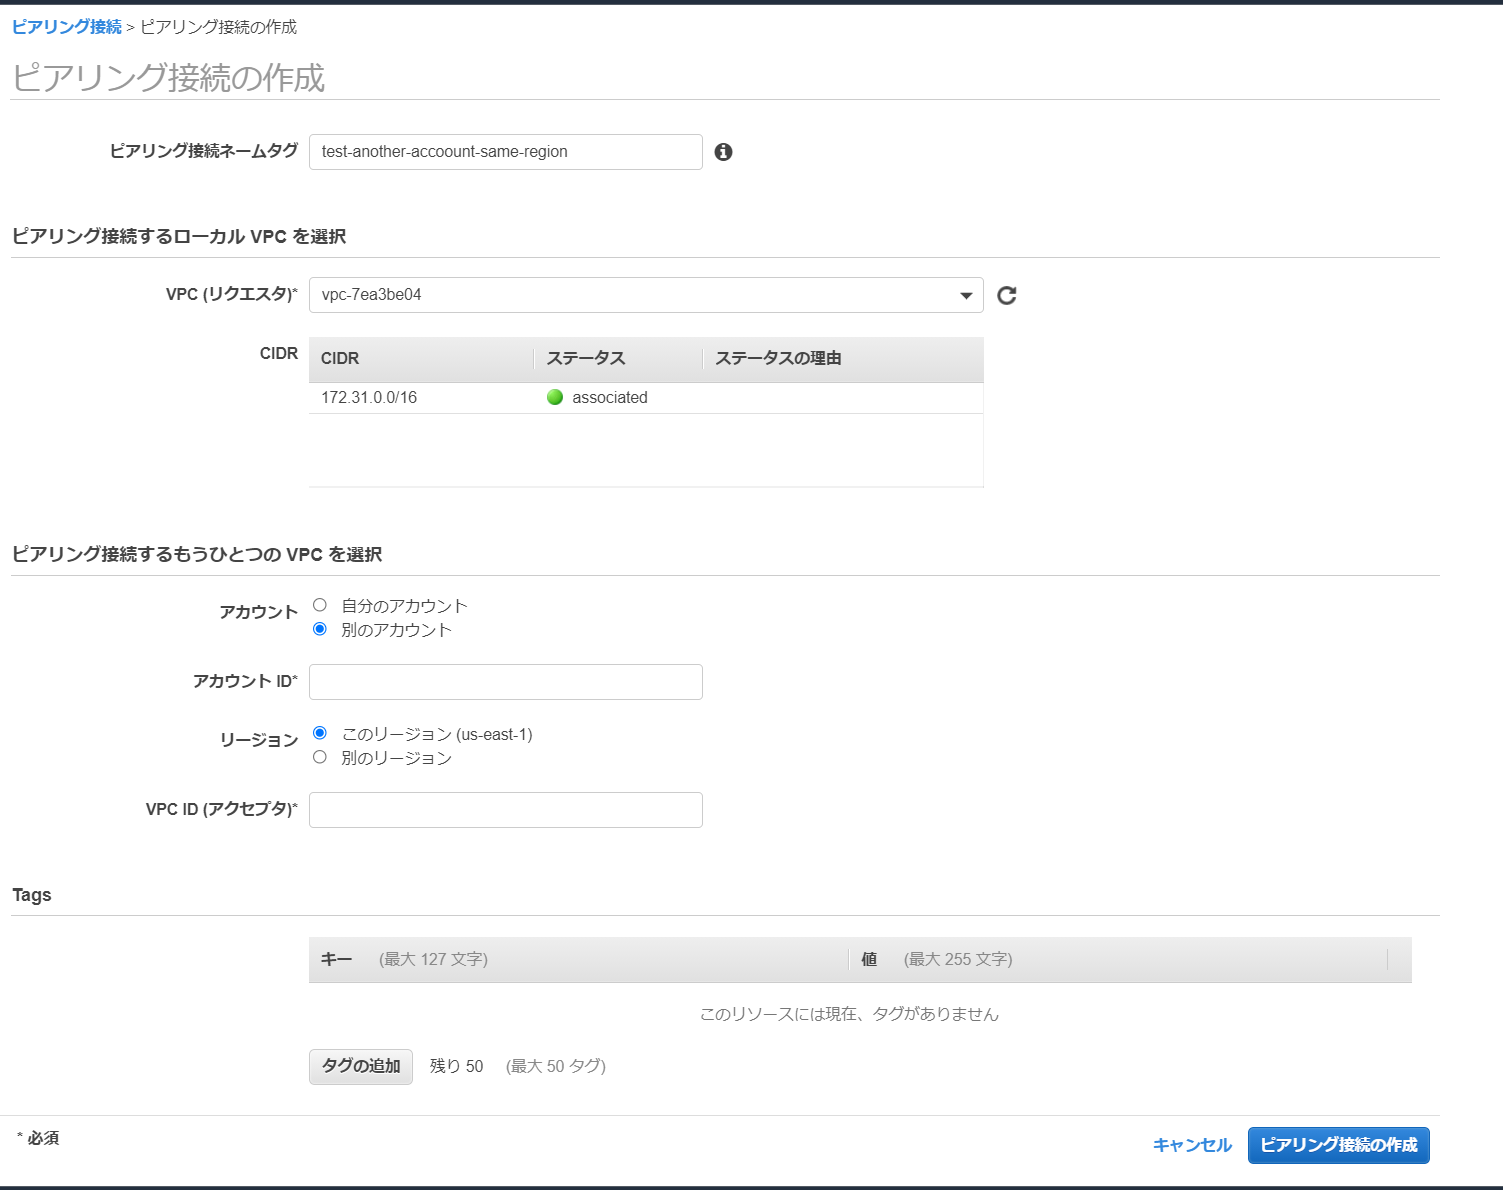 ピアリング接続 > ピアリング接続の作成
ピアリング接続の作成
ピアリング接続ネームタグ test-another-accoount-same-region
ピアリング接続するローカル VPC を選択
VPC (リクエスタ)* vpc-7ea3be04
CIDR
CIDR ステータス ステータスの理由
172.31.0.0/16 associated
ピアリング接続するもうひとつの VPC を選択
アカウント
自分のアカウント
別のアカウント
アカウント ID*
リージョン
このリージョン (us-east-1)
別のリージョン
VPC ID (アクセプタ)*
Tags
キー (最大 127 文字) 値 (最大 255 文字)
このリソースには現在、タグがありません
タグの追加 残り 50 (最大 50 タグ)
* 必須
キャンセル ピアリング接続の作成